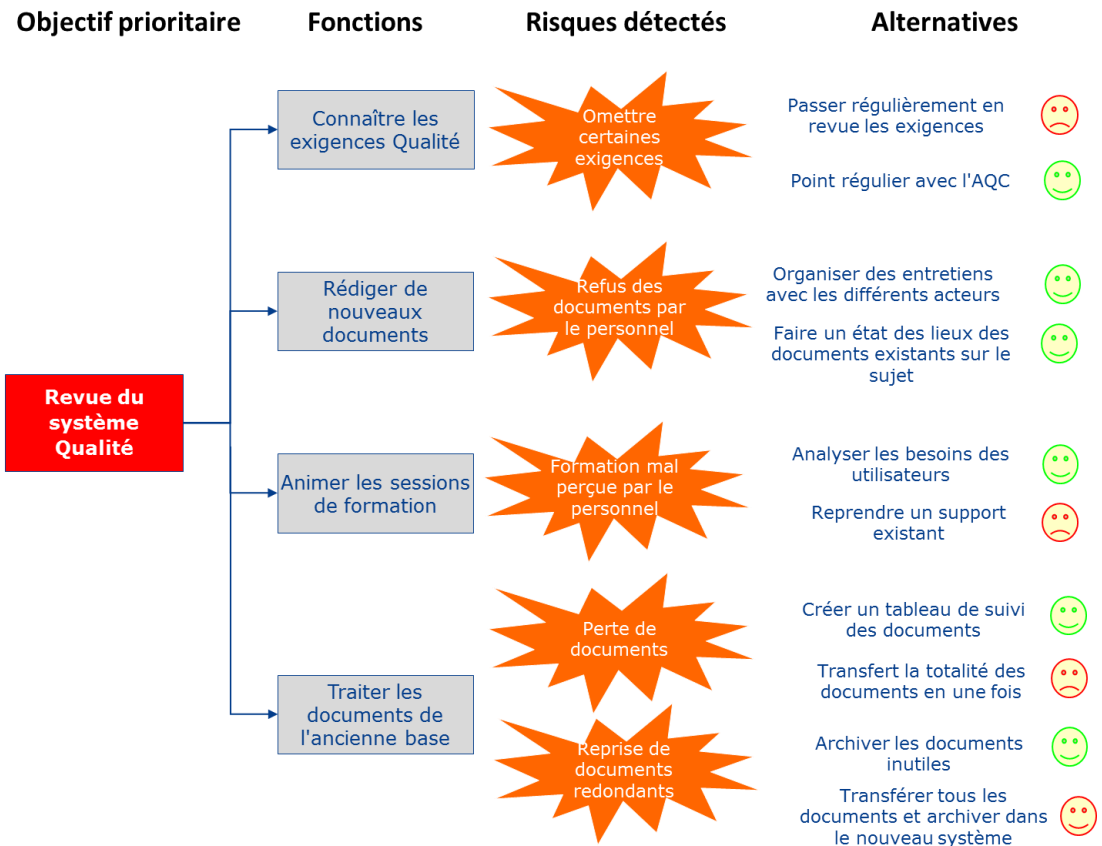 Objectif prioritaire
Fonctions
Risques détectés
Alternatives
Revue du
système
Qualité
Connaître les
exigences Qualité
Omettre
certaines
exigences
Passer régulièrement en
revue les exigences
Point régulier avec l'AQC
Rédiger de
nouveaux
documents
Refus des
documents par
le personnel
Organiser des entretiens
avec les différents acteurs
Faire un état des lieux des
documents existants sur le
sujet
Animer les sessions
de formation
Formation mal
perçue par le
personnel
Analyser les besoins des
utilisateurs
Reprendre un support
existant
Traiter les
documents de
l'ancienne base
Perte de
documents
Créer un tableau de suivi
des documents
Transfert la totalité des
documents en une fois
Reprise de
documents
redondants
Archiver les documents
inutiles
Transférer tous les
documents et archiver dans
le nouveau système